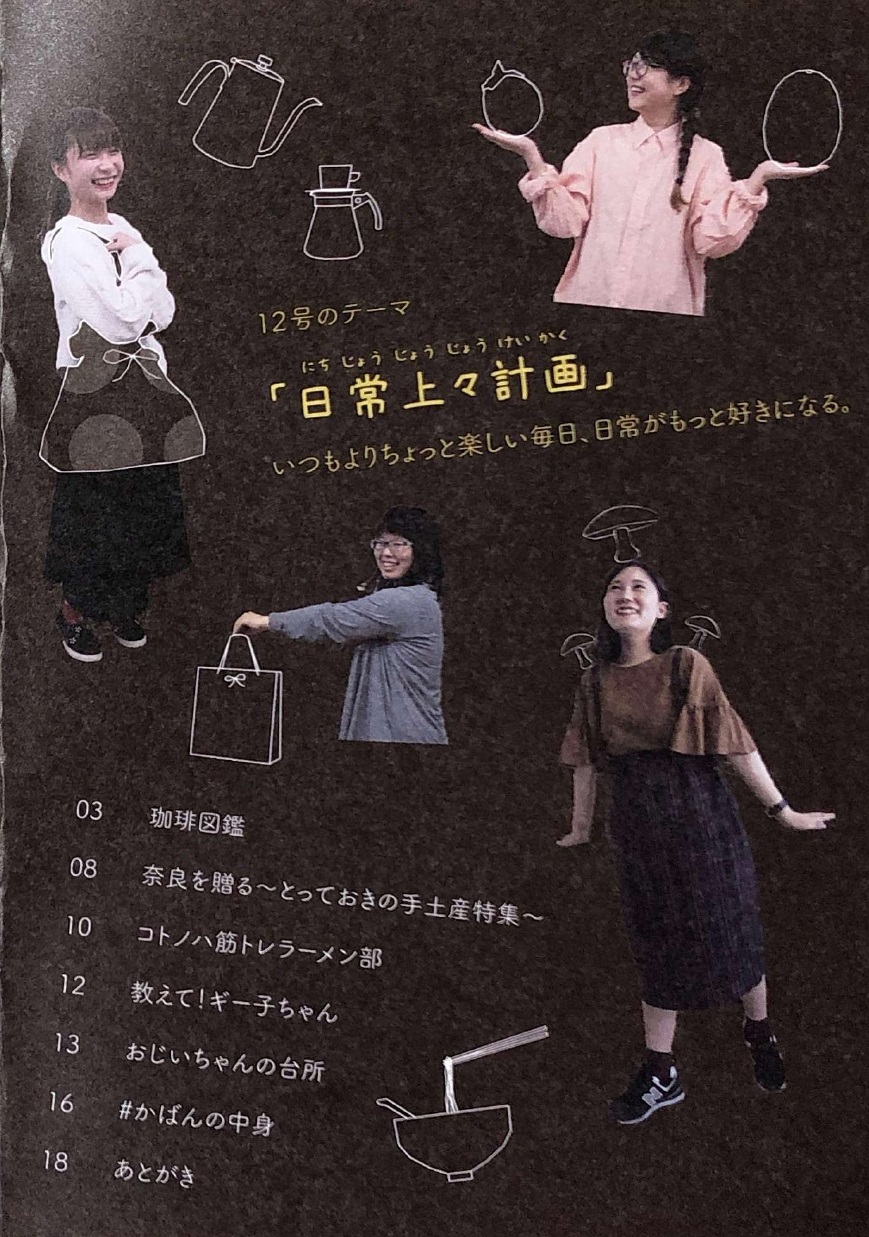 12号のテーマ
にちじょうじょうじょうけいかく
「日常上々計画」
いつもよりちょっと楽しい毎日、日常がもっと好きになる。
03 珈琲図鑑
08 奈良を贈る〜とっておきの手土産特集〜
10 コトノハ筋トレラーメン部
12 教えて!ギー子ちゃん
13 おじいちゃんの台所
16 #かばんの中身
18 あとがき